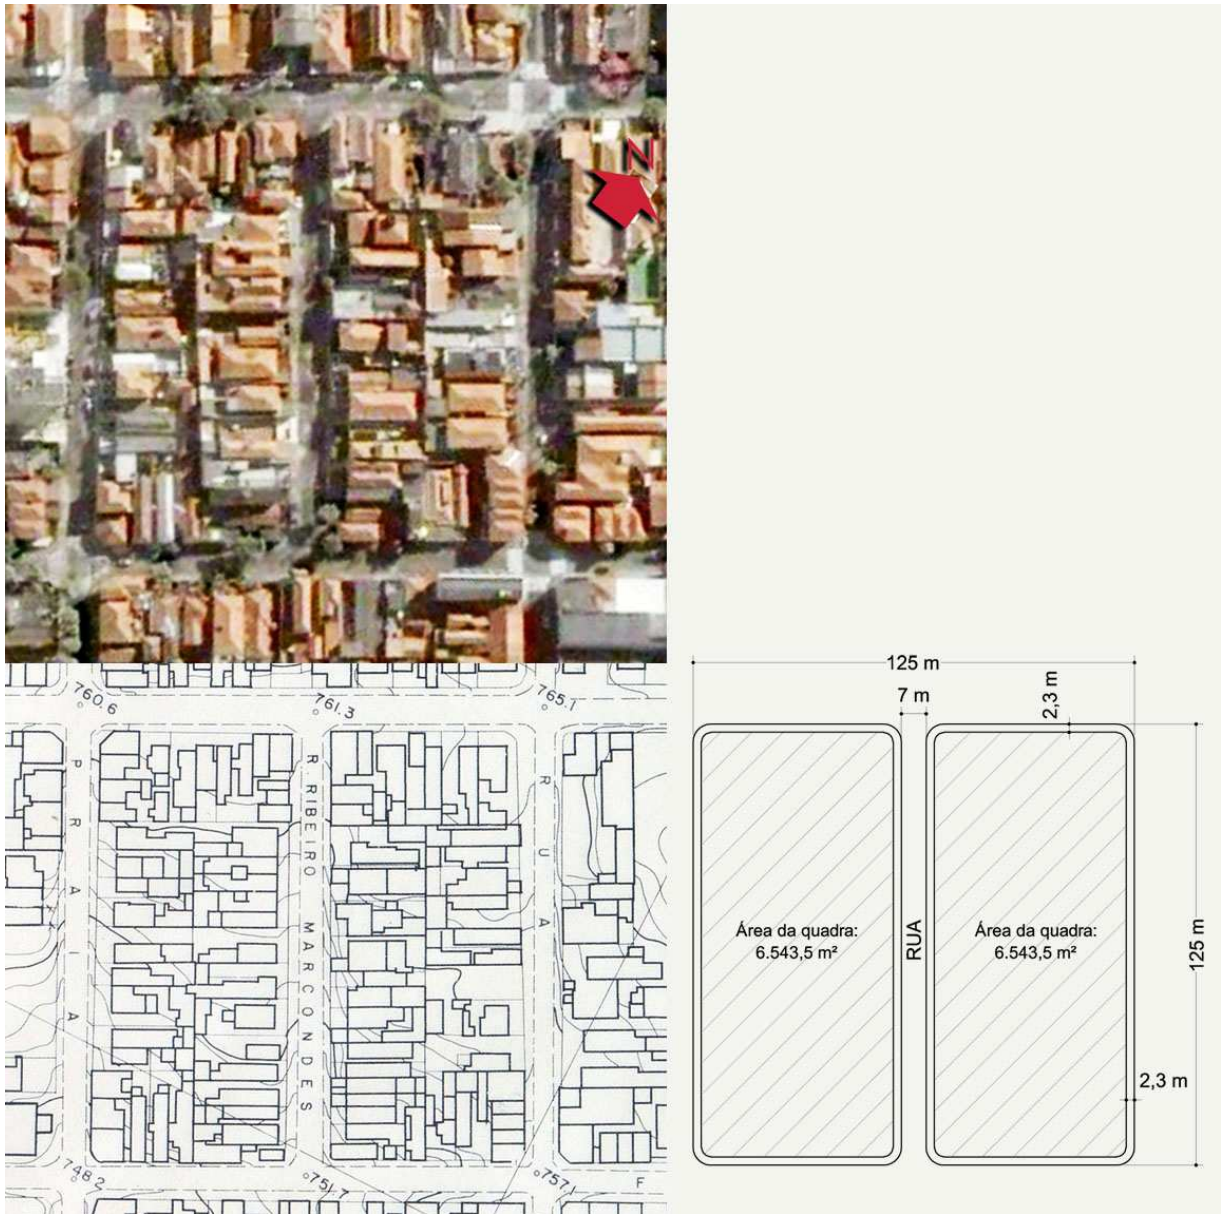 N
760.6
761.3
765.1
P R A I A
R. RIBEIRO MARCONDES
R U A
748 2
751.7
757.1
F
125 m
7 m
2,3 m
Área da quadra:
6.543,5 m²
RUA
Área da quadra:
6.543,5 m²
125 m
2,3 m